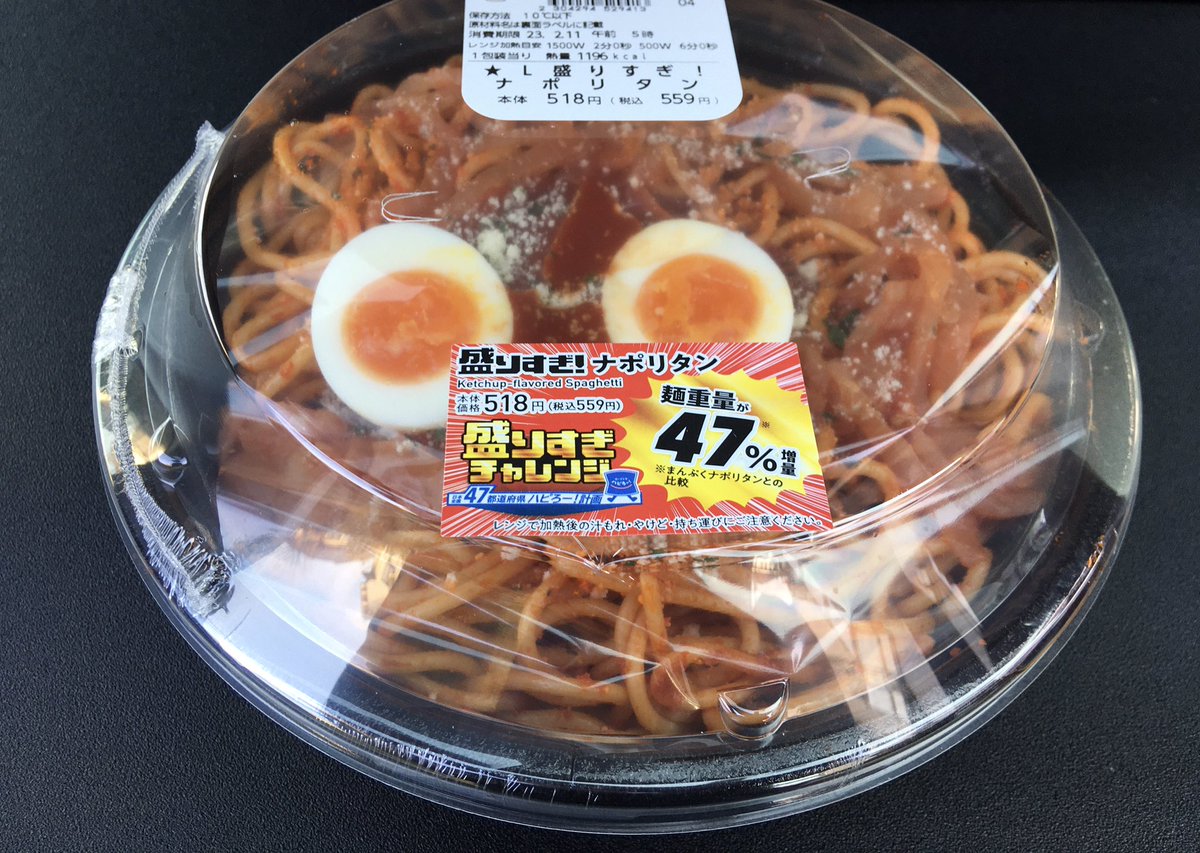 2 304294 529413
04
保存方法 10℃以下
原材料名は裏面ラベルに記載
消費期限 23. 2.11 午前 5時
レンジ加熱目安 1500W 2分0秒 500W 6分0秒
1包装当り 熱量 1196kcal
★L盛りすぎ!
ナポリタン
本体 518円(税込 559円)
盛りすぎ!ナポリタン
Ketchup-flavored Spaghetti
本体価格 518円(税込559円)
麺重量が
47%増量※
※まんぷくナポリタンとの
比較
盛りすぎ
チャレンジ
47都道府県ハピろー!計画
レンジで加熱後の汁もれ・やけど・持ち運びにご注意ください。